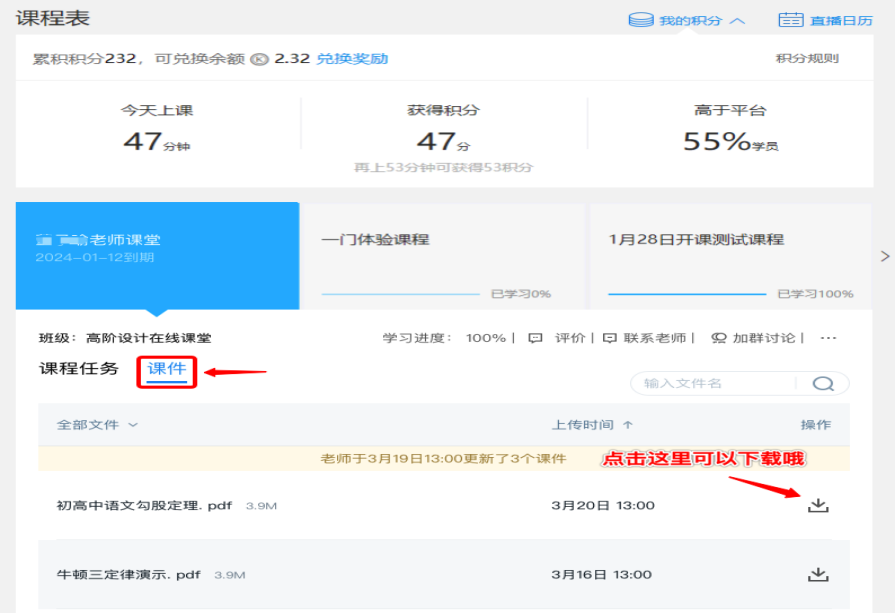 课程表
我的积分
直播日历
累积积分232，可兑换余额 K 2.32 兑换奖励
积分规则
今天上课
获得积分
高于平台
47分钟
47分
55%学员
再上53分钟可获得53积分
老师课堂
2024-01-12到期
一门体验课程
已学习0%
1月28日开课测试课程
已学习100%
班级：高阶设计在线课堂
学习进度： 100% | 评价 | 联系老师 | 加群讨论 | ···
课程任务
课件
输入文件名
全部文件
上传时间 ↑
操作
老师于3月19日13:00更新了3个课件
点击这里可以下载哦
初高中语文勾股定理. pdf 3.9M
3月20日 13:00
牛顿三定律演示. pdf 3.9M
3月16日 13:00